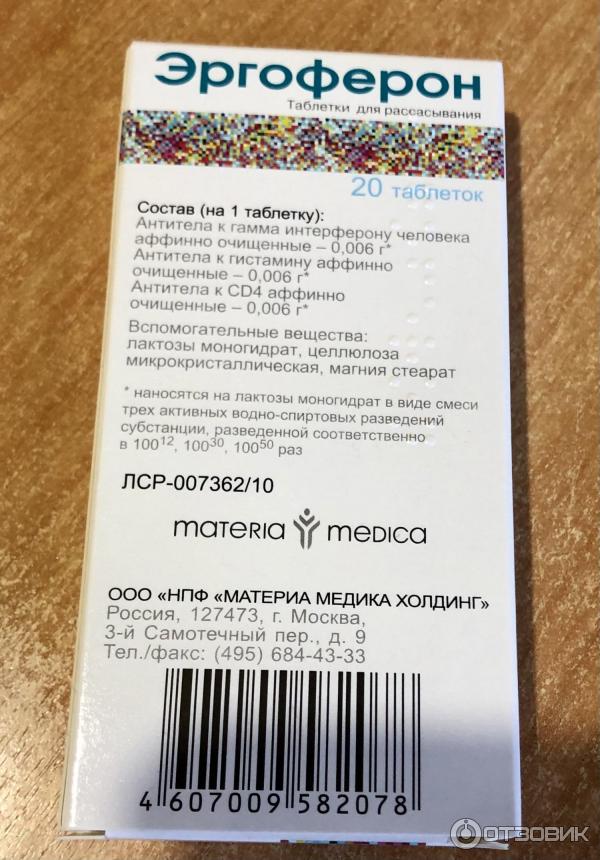 Эргоферон
Таблетки для рассасывания
20 таблеток
Состав (на 1 таблетку):
Антитела к гамма интерферону человека
аффинно очищенные – 0,006 г*
Антитела к гистамину аффинно
очищенные – 0,006 г*
Антитела к CD4 аффинно
очищенные – 0,006 г*
Вспомогательные вещества:
лактозы моногидрат, целлюлоза
микрокристаллическая, магния стеарат
* наносятся на лактозы моногидрат в виде смеси
трех активных водно-спиртовых разведений
субстанции, разведенной соответственно
в 100¹², 100³⁰, 100⁵⁰ раз
ЛСР-007362/10
materia medica
ООО «НПФ «МАТЕРИА МЕДИКА ХОЛДИНГ»
Россия, 127473, г. Москва,
3-й Самотечный пер., д. 9
Тел./факс: (495) 684-43-33
4 607009 582078
ОТЗОВИК